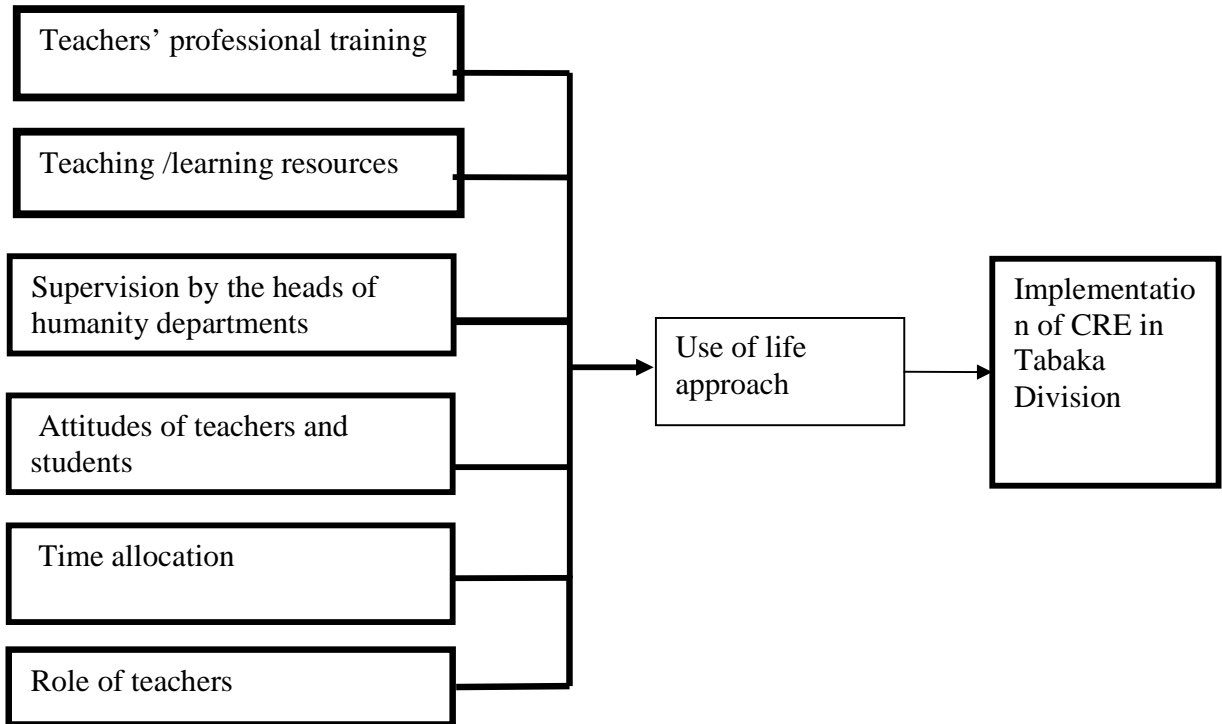 Teachers’ professional training
Teaching /learning resources
Supervision by the heads of
humanity departments
Attitudes of teachers and
students
Time allocation
Role of teachers
Use of life
approach
Implementatio
n of CRE in
Tabaka
Division